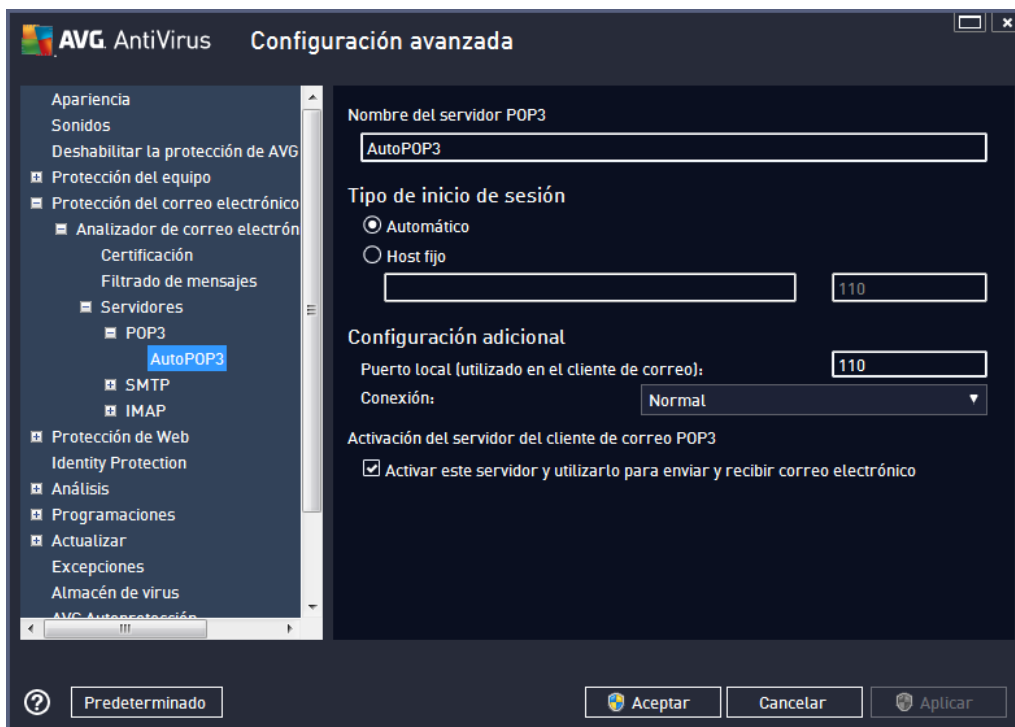 AVG. AntiVirus
Configuración avanzada
Apariencia
Sonidos
Deshabilitar la protección de AVG
Protección del equipo
Protección del correo electrónico
Analizador de correo electrón
Certificación
Filtrado de mensajes
Servidores
POP3
AutoPOP3
SMTP
IMAP
Protección de Web
Identity Protection
Análisis
Programaciones
Actualizar
Excepciones
Almacén de virus
AVG Autoprotección
Nombre del servidor POP3
AutoPOP3
Tipo de inicio de sesión
Automático
Host fijo
110
Configuración adicional
Puerto local (utilizado en el cliente de correo):
110
Conexión:
Normal
Activación del servidor del cliente de correo POP3
Activar este servidor y utilizarlo para enviar y recibir correo electrónico
Predeterminado
Aceptar
Cancelar
Aplicar